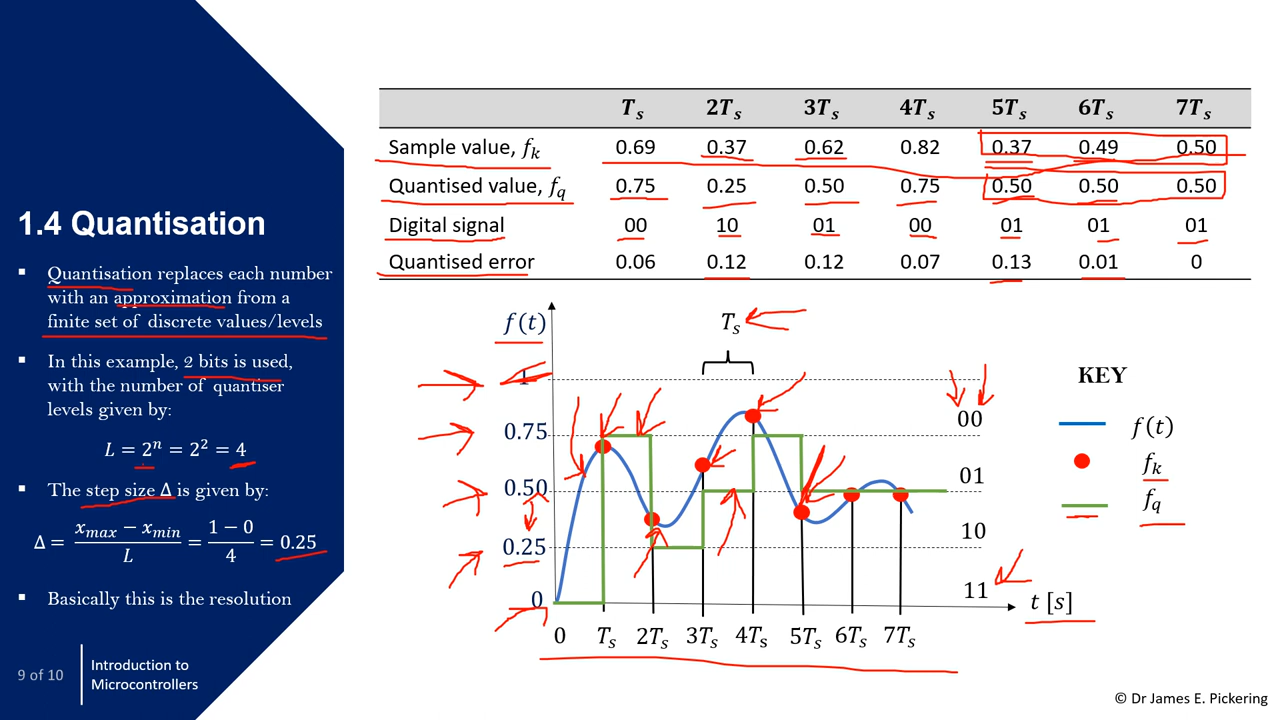 1.4 Quantisation
▪ Quantisation replaces each number
with an approximation from a
finite set of discrete values/levels
▪ In this example, 2 bits is used,
with the number of quantiser
levels given by:
L = 2ⁿ = 2² = 4
▪ The step size Δ is given by:
Δ = (x_max − x_min)/L = (1 − 0)/4 = 0.25
▪ Basically this is the resolution
9 of 10
Introduction to
Microcontrollers
T_s 2T_s 3T_s 4T_s 5T_s 6T_s 7T_s
Sample value, f_k 0.69 0.37 0.62 0.82 0.37 0.49 0.50
Quantised value, f_q 0.75 0.25 0.50 0.75 0.50 0.50 0.50
Digital signal 00 10 01 00 01 01 01
Quantised error 0.06 0.12 0.12 0.07 0.13 0.01 0
f(t)
T_s
1
0.75
0.50
0.25
0
00
01
10
11
t [s]
0 T_s 2T_s 3T_s 4T_s 5T_s 6T_s 7T_s
KEY
f(t)
f_k
f_q
© Dr James E. Pickering